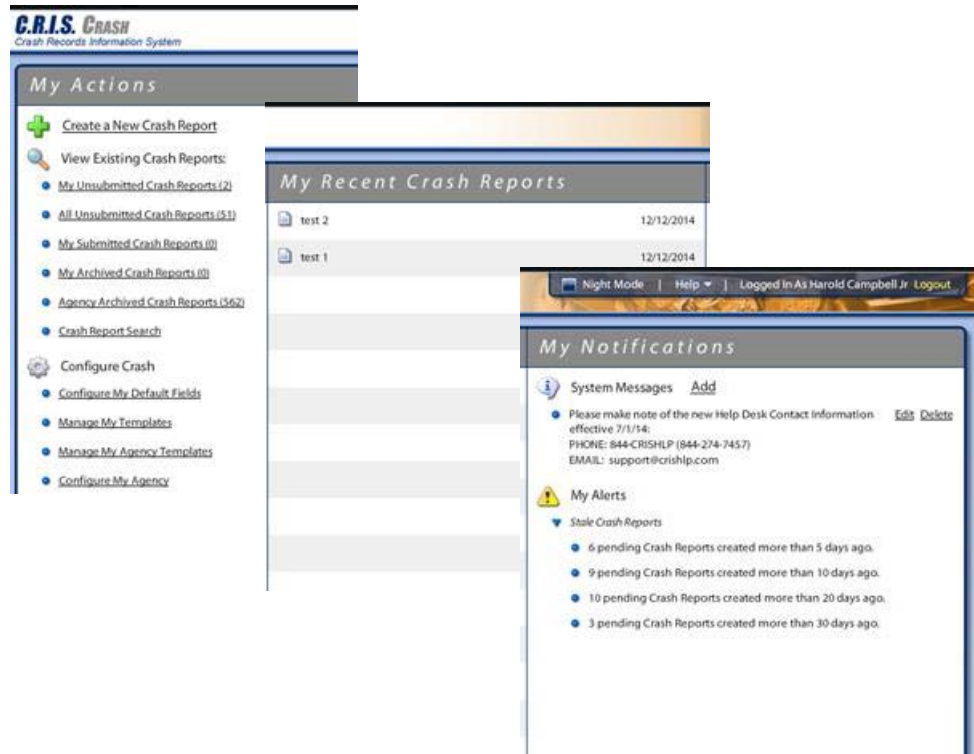 C.R.I.S. CRASH
Crash Records Information System
My Actions
Create a New Crash Report
View Existing Crash Reports:
My Unsubmitted Crash Reports (2)
All Unsubmitted Crash Reports (51)
My Submitted Crash Reports (0)
My Archived Crash Reports (0)
Agency Archived Crash Reports (562)
Crash Report Search
Configure Crash
Configure My Default Fields
Manage My Templates
Manage My Agency Templates
Configure My Agency
My Recent Crash Reports
test 2 12/12/2014
test 1 12/12/2014
Night Mode | Help | Logged In As Harold Campbell Jr Logout
My Notifications
System Messages Add
Please make note of the new Help Desk Contact Information Edit Delete
effective 7/1/14:
PHONE: 844-CRISHLP (844-274-7457)
EMAIL: support@crishlp.com
My Alerts
Stale Crash Reports
6 pending Crash Reports created more than 5 days ago.
9 pending Crash Reports created more than 10 days ago.
10 pending Crash Reports created more than 20 days ago.
3 pending Crash Reports created more than 30 days ago.